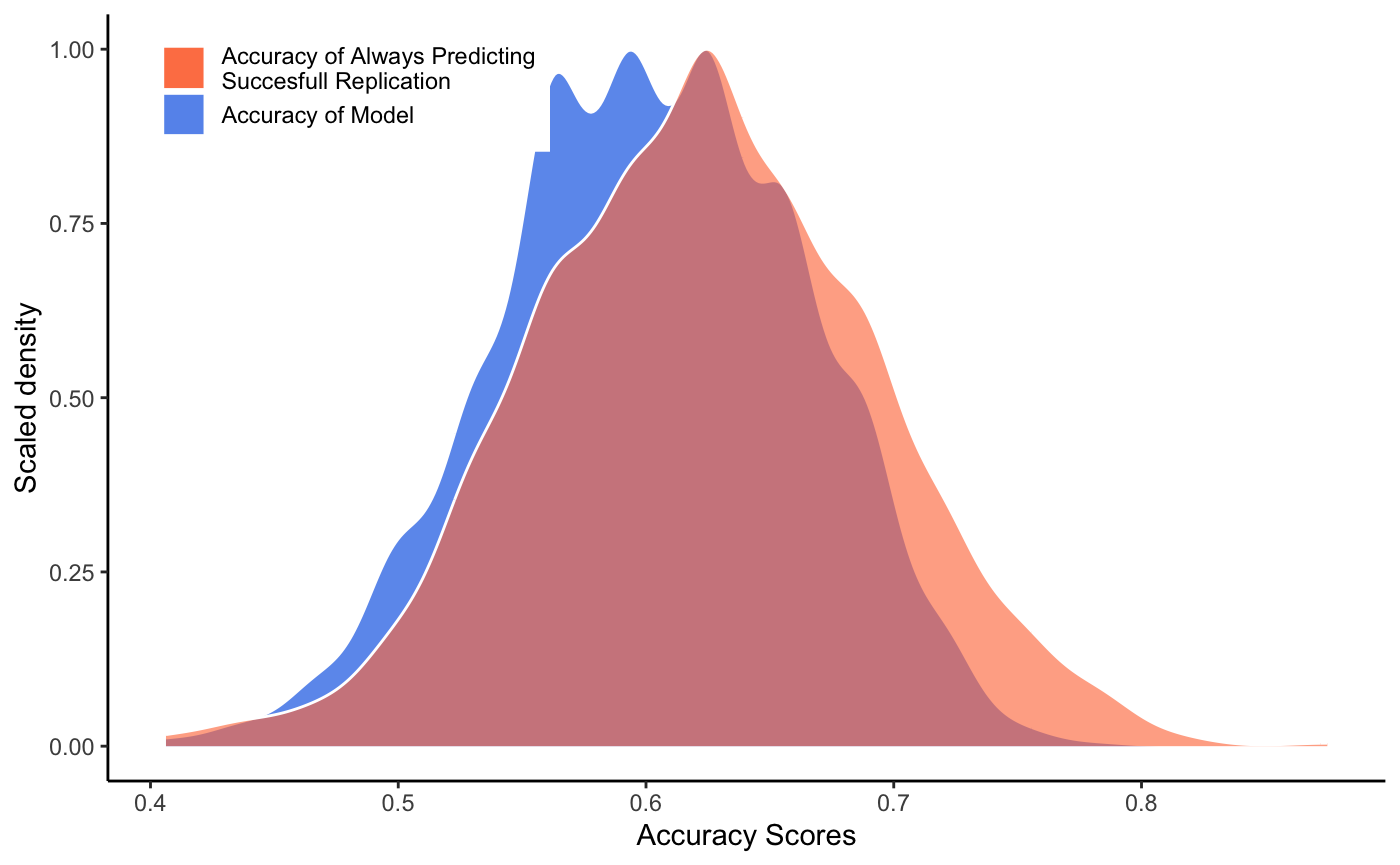 Accuracy of Always Predicting
Succesfull Replication
Accuracy of Model
1.00
0.75
0.50
0.25
0.00
Scaled density
0.4 0.5 0.6 0.7 0.8
Accuracy Scores